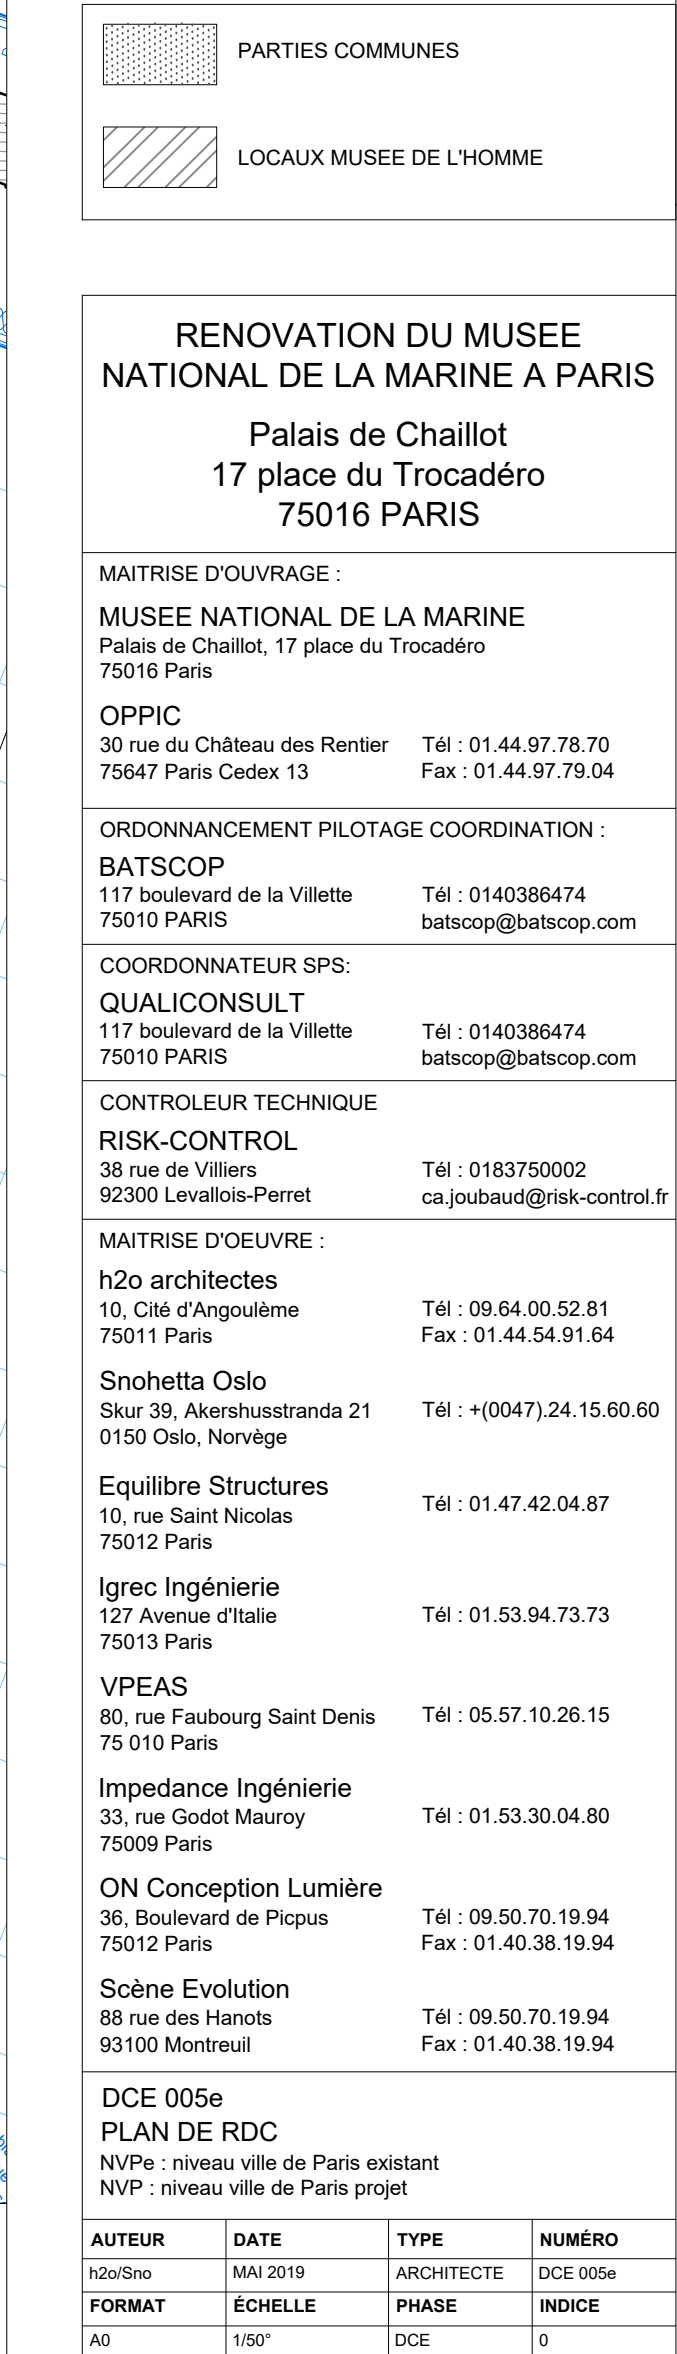 PARTIES COMMUNES
LOCAUX MUSEE DE L'HOMME
RENOVATION DU MUSEE
NATIONAL DE LA MARINE A PARIS
Palais de Chaillot
17 place du Trocadéro
75016 PARIS
MAITRISE D'OUVRAGE :
MUSEE NATIONAL DE LA MARINE
Palais de Chaillot, 17 place du Trocadéro
75016 Paris
OPPIC
30 rue du Château des Rentier Tél : 01.44.97.78.70
75647 Paris Cedex 13 Fax : 01.44.97.79.04
ORDONNANCEMENT PILOTAGE COORDINATION :
BATSCOP
117 boulevard de la Villette Tél : 0140386474
75010 PARIS batscop@batscop.com
COORDONNATEUR SPS:
QUALICONSULT
117 boulevard de la Villette Tél : 0140386474
75010 PARIS batscop@batscop.com
CONTROLEUR TECHNIQUE
RISK-CONTROL
38 rue de Villiers Tél : 0183750002
92300 Levallois-Perret ca.joubaud@risk-control.fr
MAITRISE D'OEUVRE :
h2o architectes
10, Cité d'Angoulème Tél : 09.64.00.52.81
75011 Paris Fax : 01.44.54.91.64
Snohetta Oslo
Skur 39, Akershusstranda 21 Tél : +(0047).24.15.60.60
0150 Oslo, Norvège
Equilibre Structures
10, rue Saint Nicolas Tél : 01.47.42.04.87
75012 Paris
Igrec Ingénierie
127 Avenue d'Italie Tél : 01.53.94.73.73
75013 Paris
VPEAS
80, rue Faubourg Saint Denis Tél : 05.57.10.26.15
75 010 Paris
Impedance Ingénierie
33, rue Godot Mauroy Tél : 01.53.30.04.80
75009 Paris
ON Conception Lumière
36, Boulevard de Picpus Tél : 09.50.70.19.94
75012 Paris Fax : 01.40.38.19.94
Scène Evolution
88 rue des Hanots Tél : 09.50.70.19.94
93100 Montreuil Fax : 01.40.38.19.94
DCE 005e
PLAN DE RDC
NVPe : niveau ville de Paris existant
NVP : niveau ville de Paris projet
AUTEUR DATE TYPE NUMÉRO
h2o/Sno MAI 2019 ARCHITECTE DCE 005e
FORMAT ÉCHELLE PHASE INDICE
A0 1/50° DCE 0